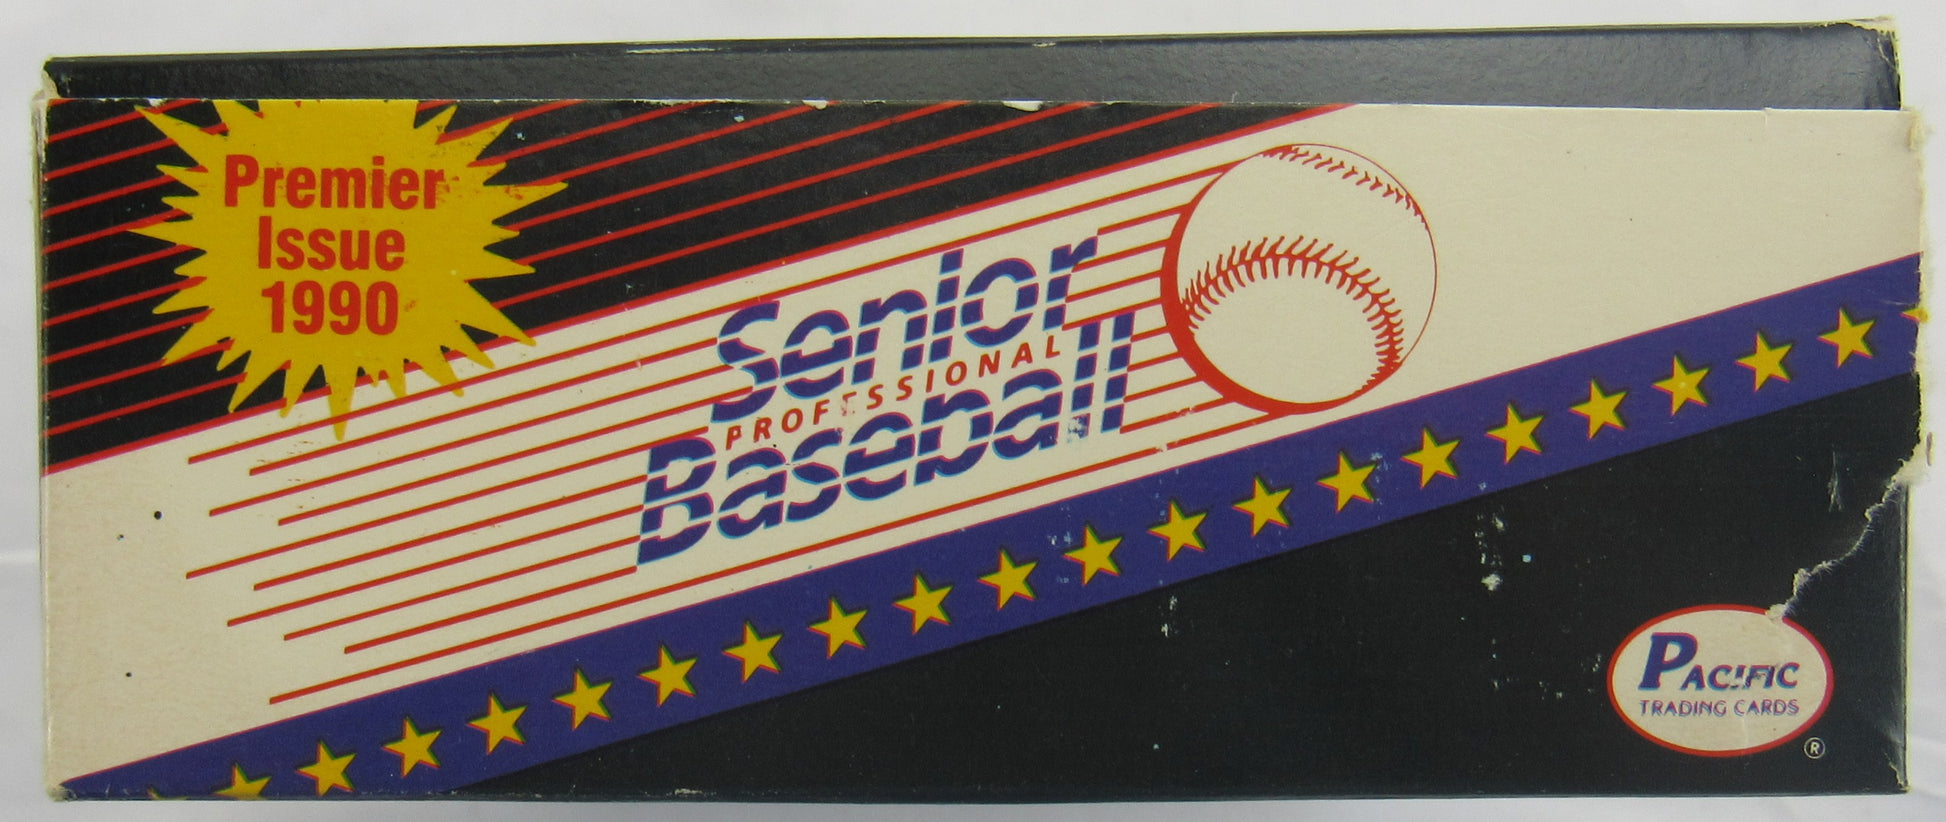 Premier
Issue
1990
Senior
PROFESSIONAL
Baseball
PACIFIC
TRADING CARDS
®